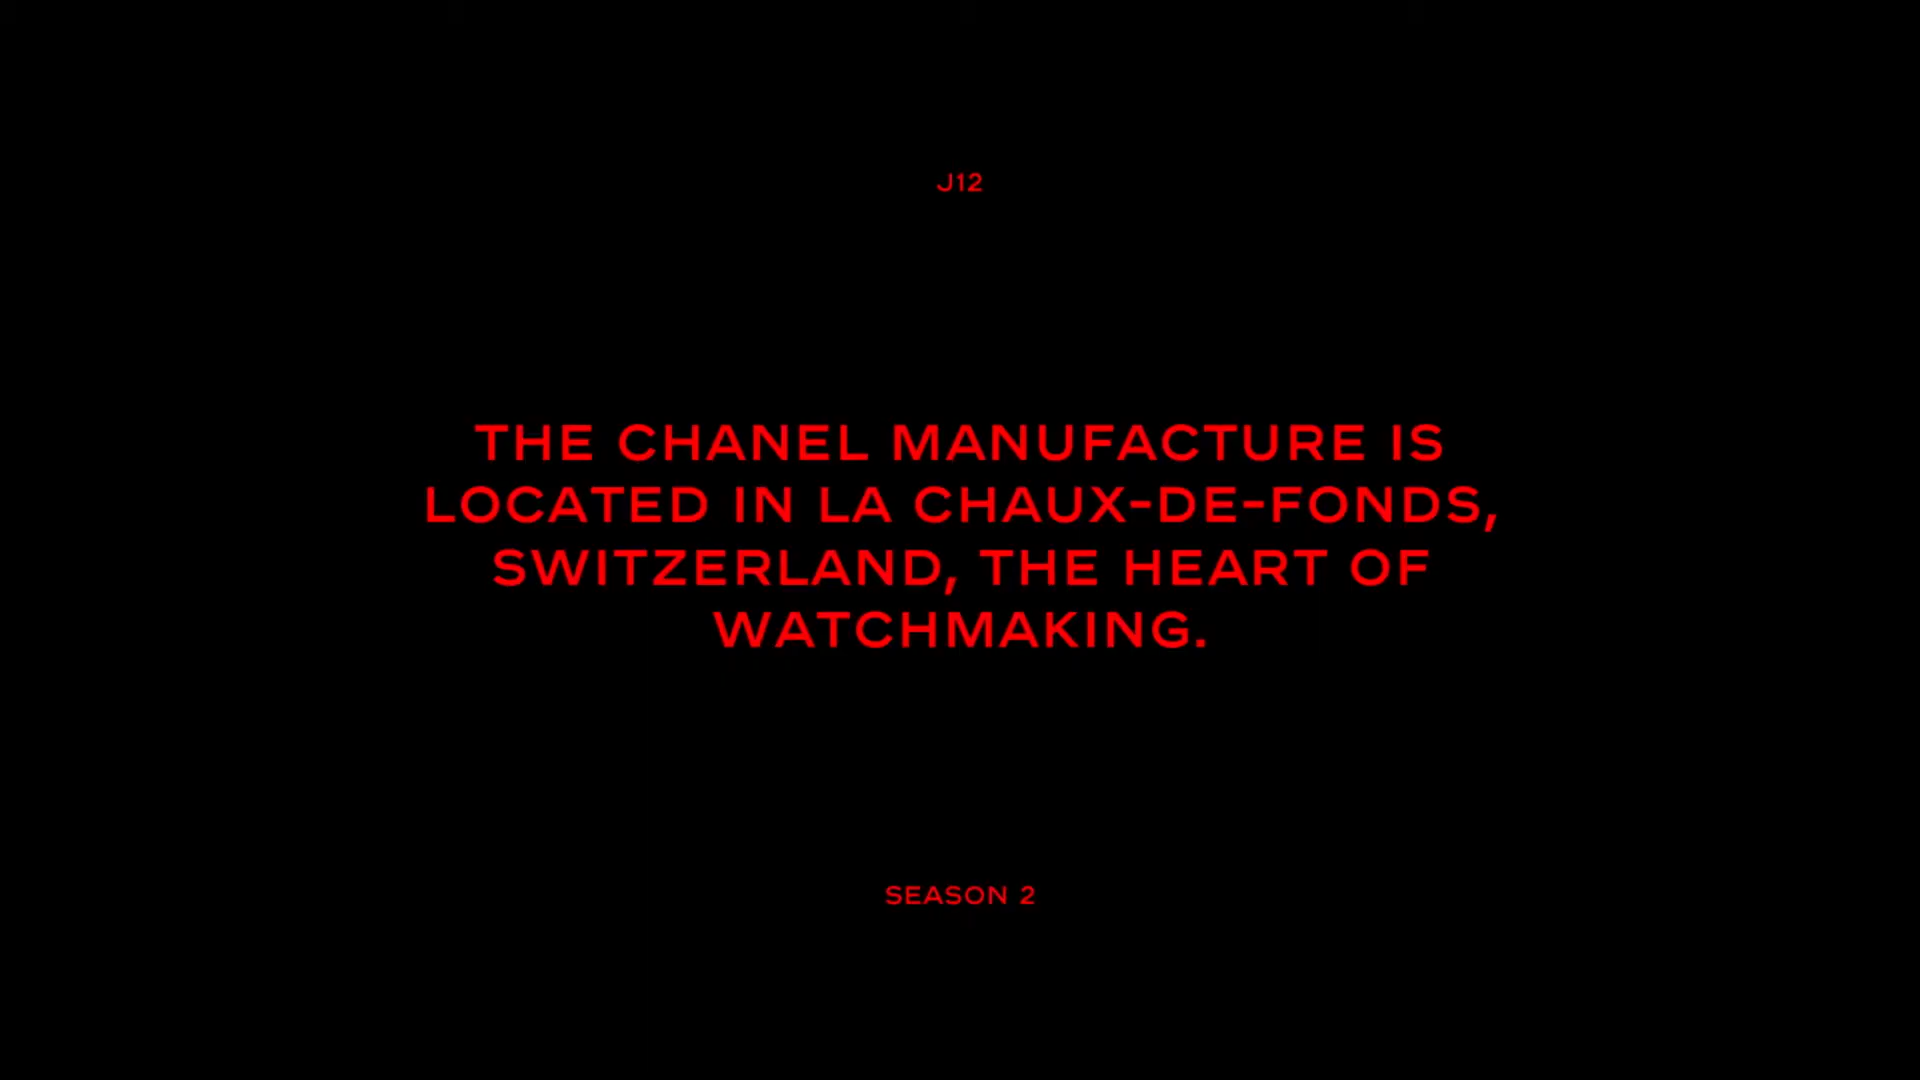 J12
THE CHANEL MANUFACTURE IS
LOCATED IN LA CHAUX-DE-FONDS,
SWITZERLAND, THE HEART OF
WATCHMAKING.
SEASON 2